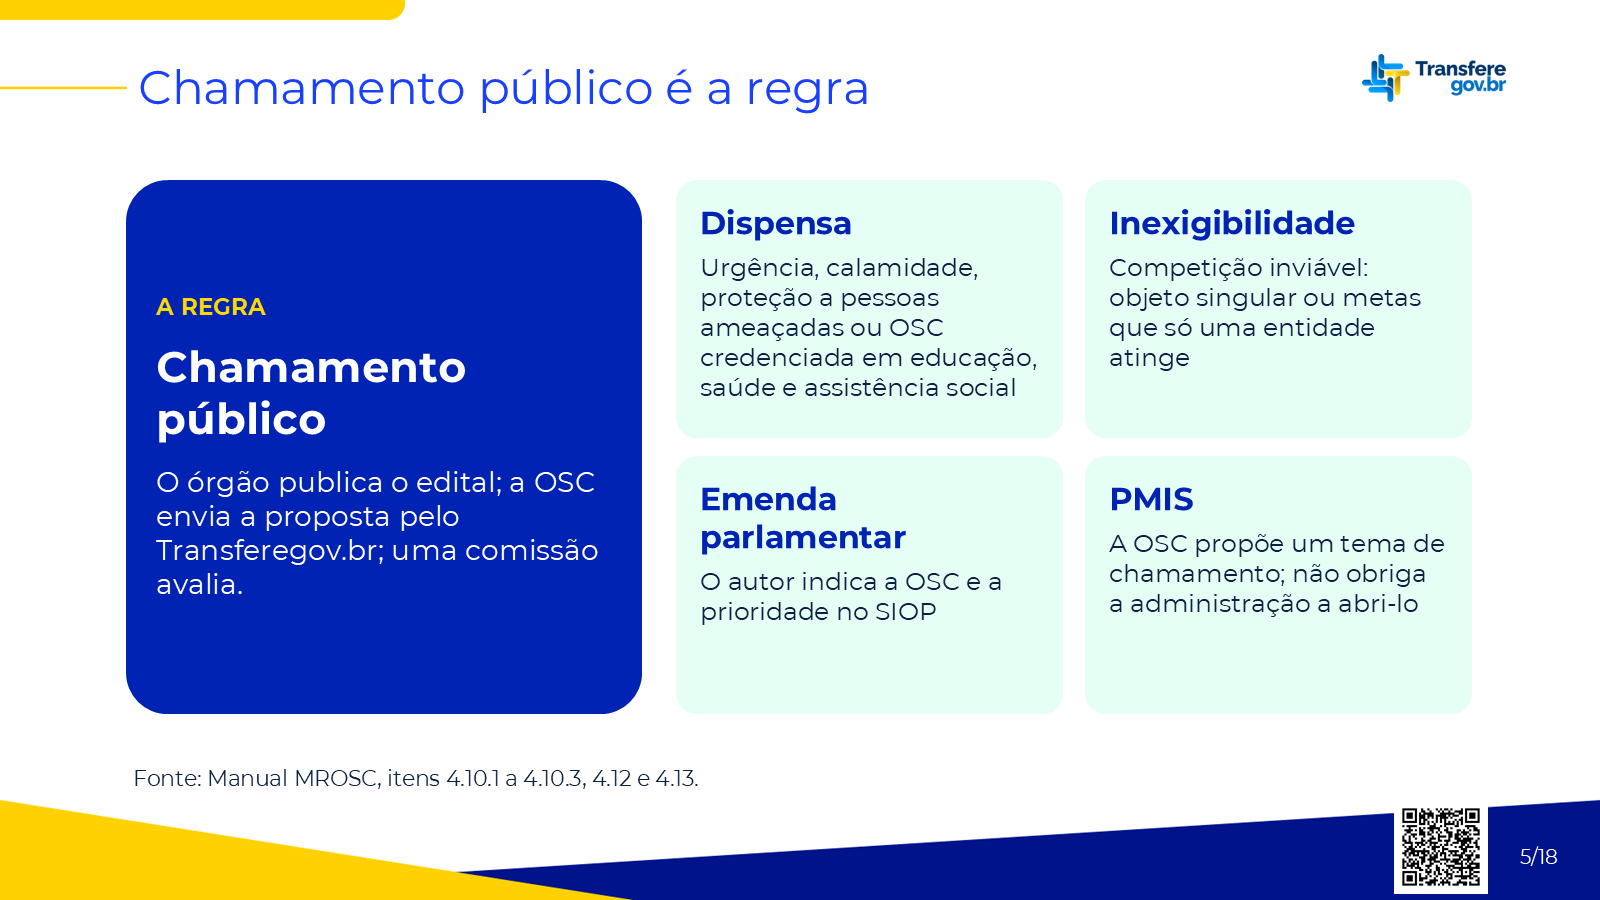 Chamamento público é a regra
Transfere
gov.br
A REGRA
Chamamento
público
O órgão publica o edital; a OSC
envia a proposta pelo
Transferegov.br; uma comissão
avalia.
Dispensa
Urgência, calamidade,
proteção a pessoas
ameaçadas ou OSC
credenciada em educação,
saúde e assistência social
Inexigibilidade
Competição inviável:
objeto singular ou metas
que só uma entidade
atinge
Emenda
parlamentar
O autor indica a OSC e a
prioridade no SIOP
PMIS
A OSC propõe um tema de
chamamento; não obriga
a administração a abri-lo
Fonte: Manual MROSC, itens 4.10.1 a 4.10.3, 4.12 e 4.13.
5/18